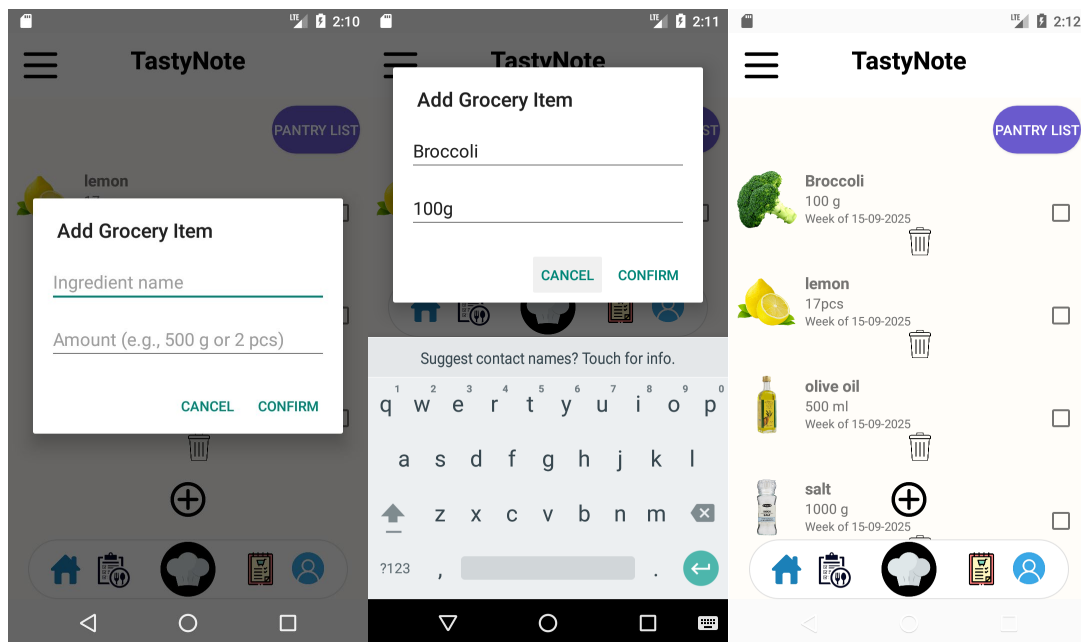 LTE 2:10
TastyNote
PANTRY LIST
lemon
Add Grocery Item
Ingredient name
Amount (e.g., 500 g or 2 pcs)
CANCEL CONFIRM
LTE 2:11
TastyNote
ST
Add Grocery Item
Broccoli
100g
CANCEL CONFIRM
Suggest contact names? Touch for info.
1 2 3 4 5 6 7 8 9 0
q w e r t y u i o p
a s d f g h j k l
z x c v b n m
?123 , .
LTE 2:12
TastyNote
PANTRY LIST
Broccoli
100 g
Week of 15-09-2025
lemon
17pcs
Week of 15-09-2025
olive oil
500 ml
Week of 15-09-2025
salt
1000 g
Week of 15-09-2025